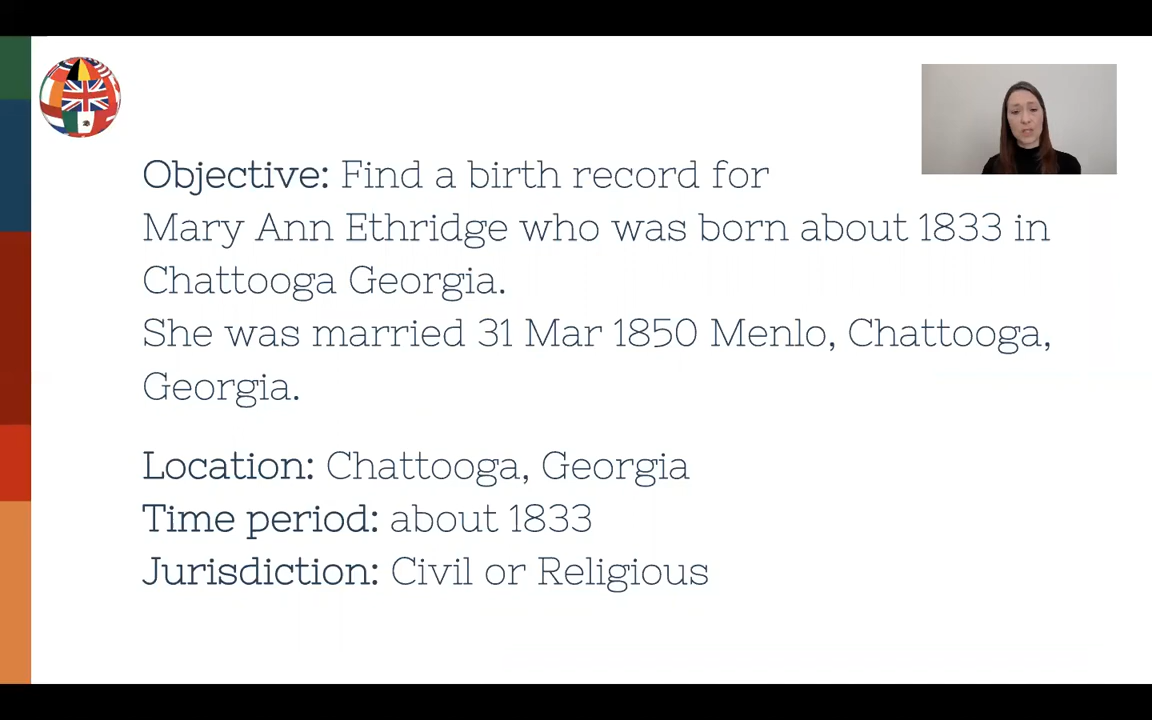 Objective: Find a birth record for
Mary Ann Ethridge who was born about 1833 in
Chattooga Georgia.
She was married 31 Mar 1850 Menlo, Chattooga,
Georgia.
Location: Chattooga, Georgia
Time period: about 1833
Jurisdiction: Civil or Religious